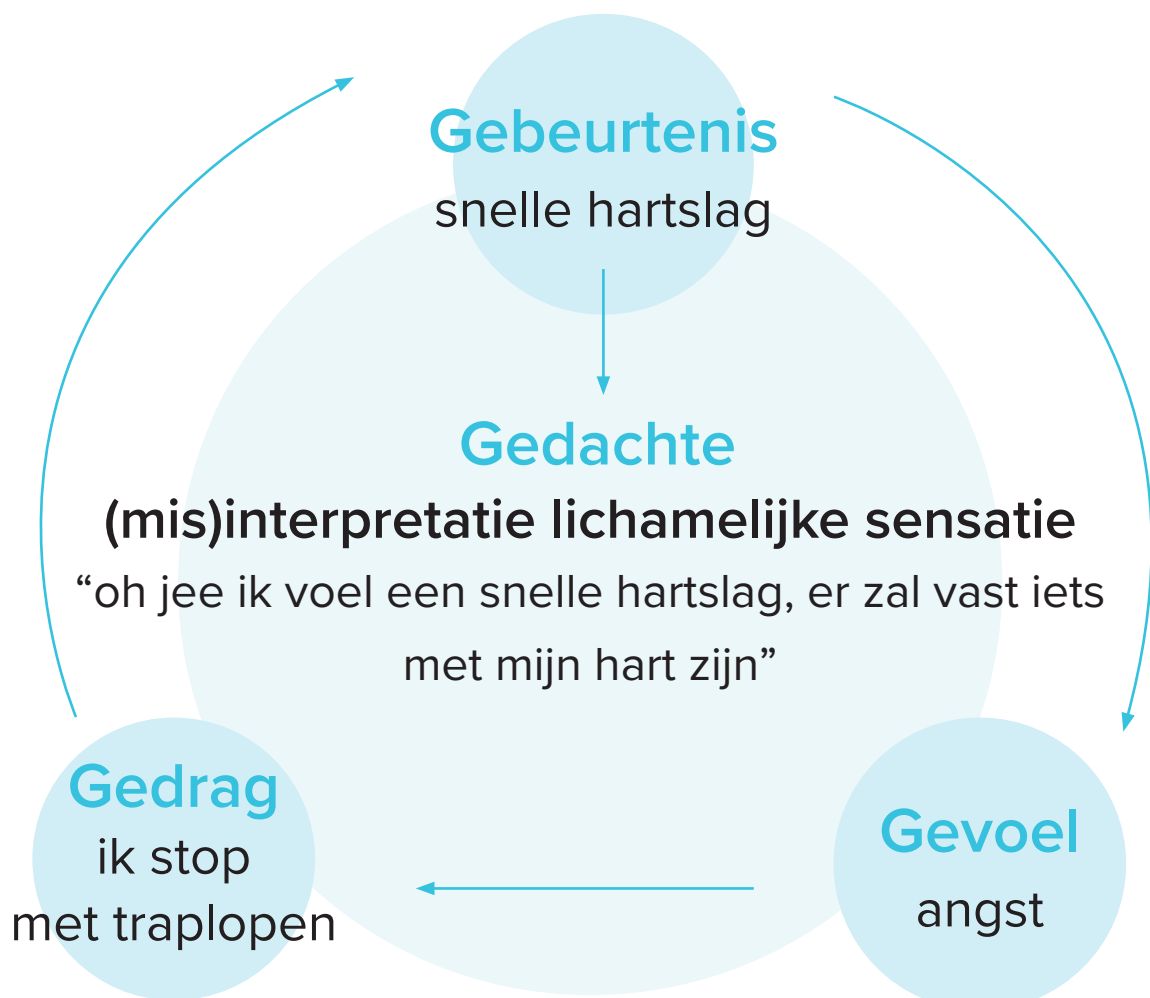 Gebeurtenis
snelle hartslag
Gedachte
(mis)interpretatie lichamelijke sensatie
“oh jee ik voel een snelle hartslag, er zal vast iets
met mijn hart zijn”
Gedrag
ik stop
met traplopen
Gevoel
angst